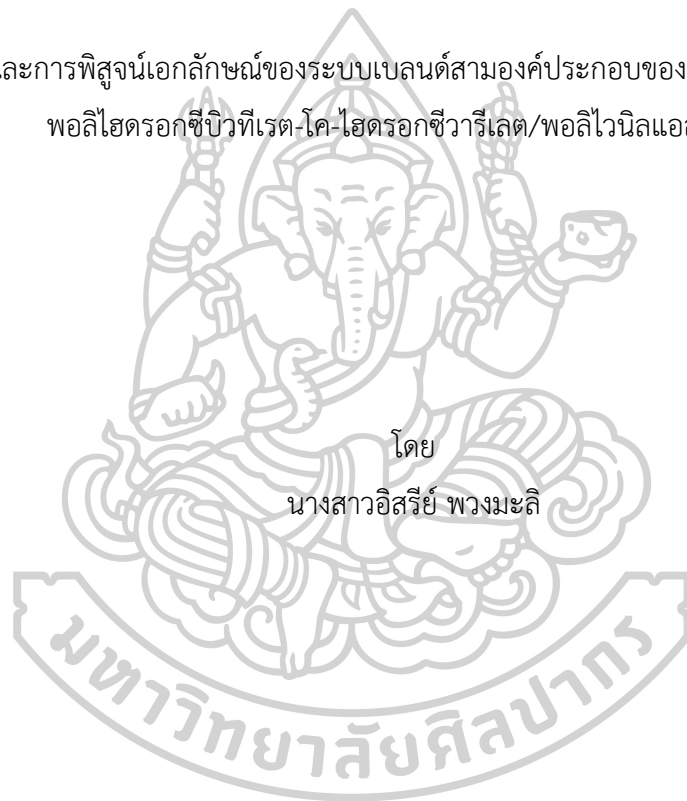 และการพิสูจน์เอกลักษณ์ของระบบเบลนด์สามองค์ประกอบของ
พอลิไฮดรอกซีบิวทีเรต-โค-ไฮดรอกซีวารีเลต/พอลิไวนิลแอ
โดย
นางสาวอิสรีย์ พวงมะลิ
มหาวิทยาลัยศิลปากร